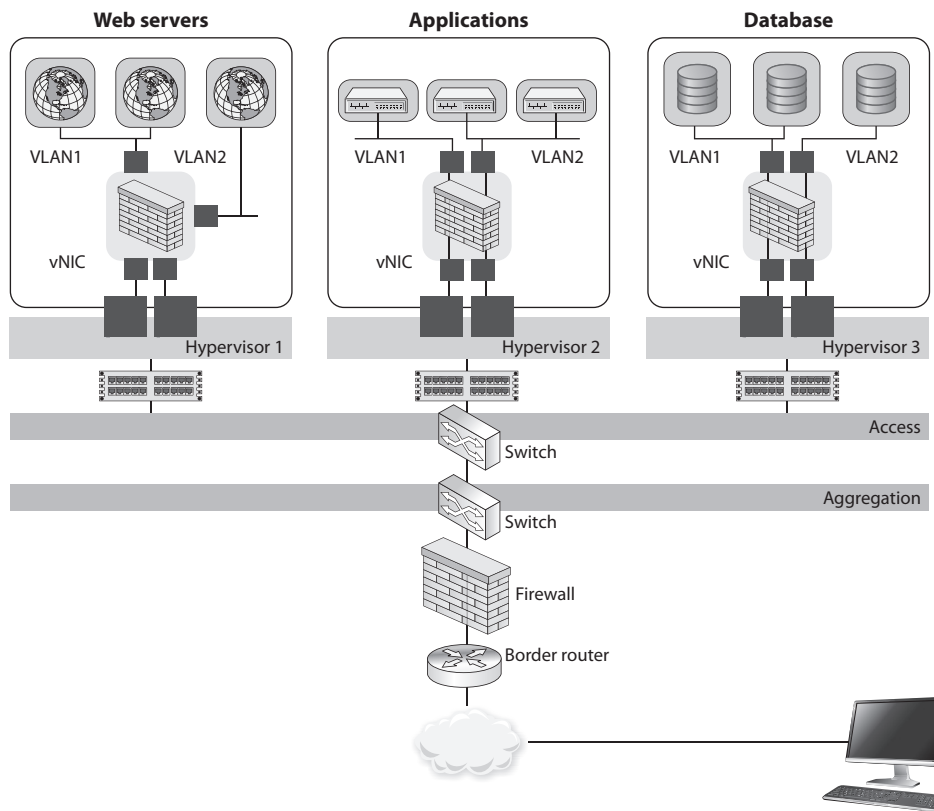 Web servers
Applications
Database
VLAN1
VLAN2
VLAN1
VLAN2
VLAN1
VLAN2
vNIC
vNIC
vNIC
Hypervisor 1
Hypervisor 2
Hypervisor 3
Access
Switch
Aggregation
Switch
Firewall
Border router